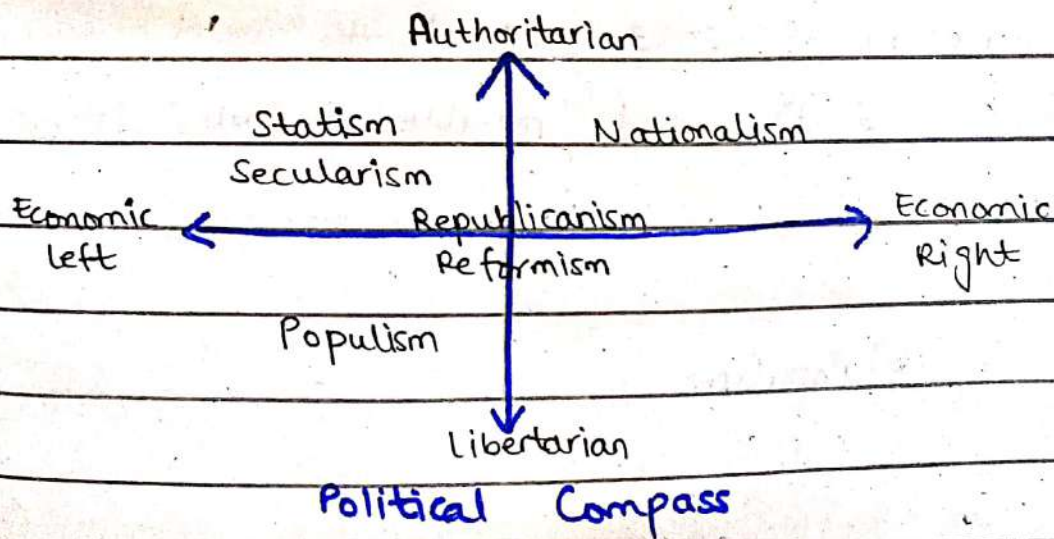 Authoritarian
Statism Nationalism
Secularism
Economic Republicanism Economic
left Reformism Right
Populism
Libertarian
Political Compass